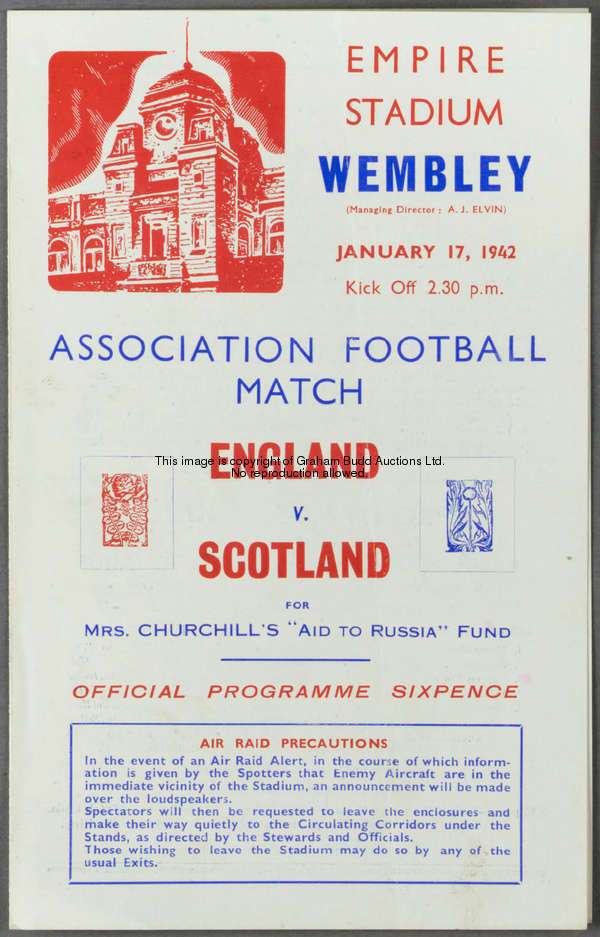 EMPIRE
STADIUM
WEMBLEY
(Managing Director : A. J. ELVIN)
JANUARY 17, 1942
Kick Off 2.30 p.m.
ASSOCIATION FOOTBALL
MATCH
ENGLAND
This image is copyright of Graham Budd Auctions Ltd.
No reproduction allowed.
v.
SCOTLAND
FOR
MRS. CHURCHILL'S "AID TO RUSSIA" FUND
OFFICIAL PROGRAMME SIXPENCE
AIR RAID PRECAUTIONS
In the event of an Air Raid Alert, in the course of which inform-
ation is given by the Spotters that Enemy Aircraft are in the
immediate vicinity of the Stadium, an announcement will be made
over the loudspeakers.
Spectators will then be requested to leave the enclosures and
make their way quietly to the Circulating Corridors under the
Stands, as directed by the Stewards and Officials.
Those wishing to leave the Stadium may do so by any of the
usual Exits.